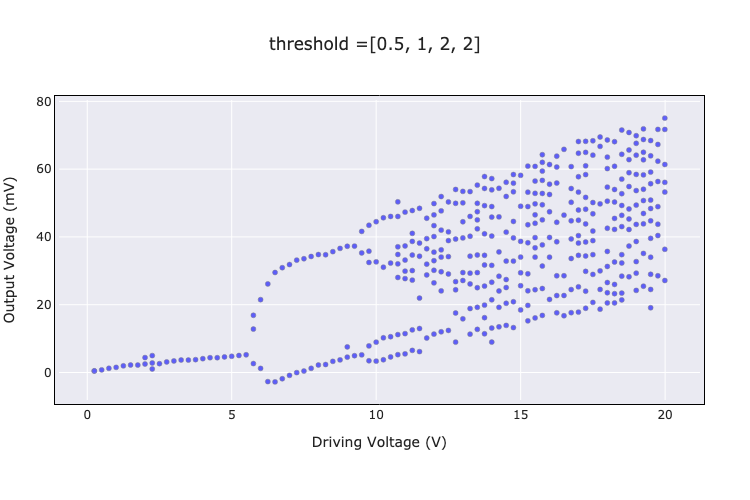 threshold =[0.5, 1, 2, 2]
80
60
40
20
0
Output Voltage (mV)
0 5 10 15 20
Driving Voltage (V)